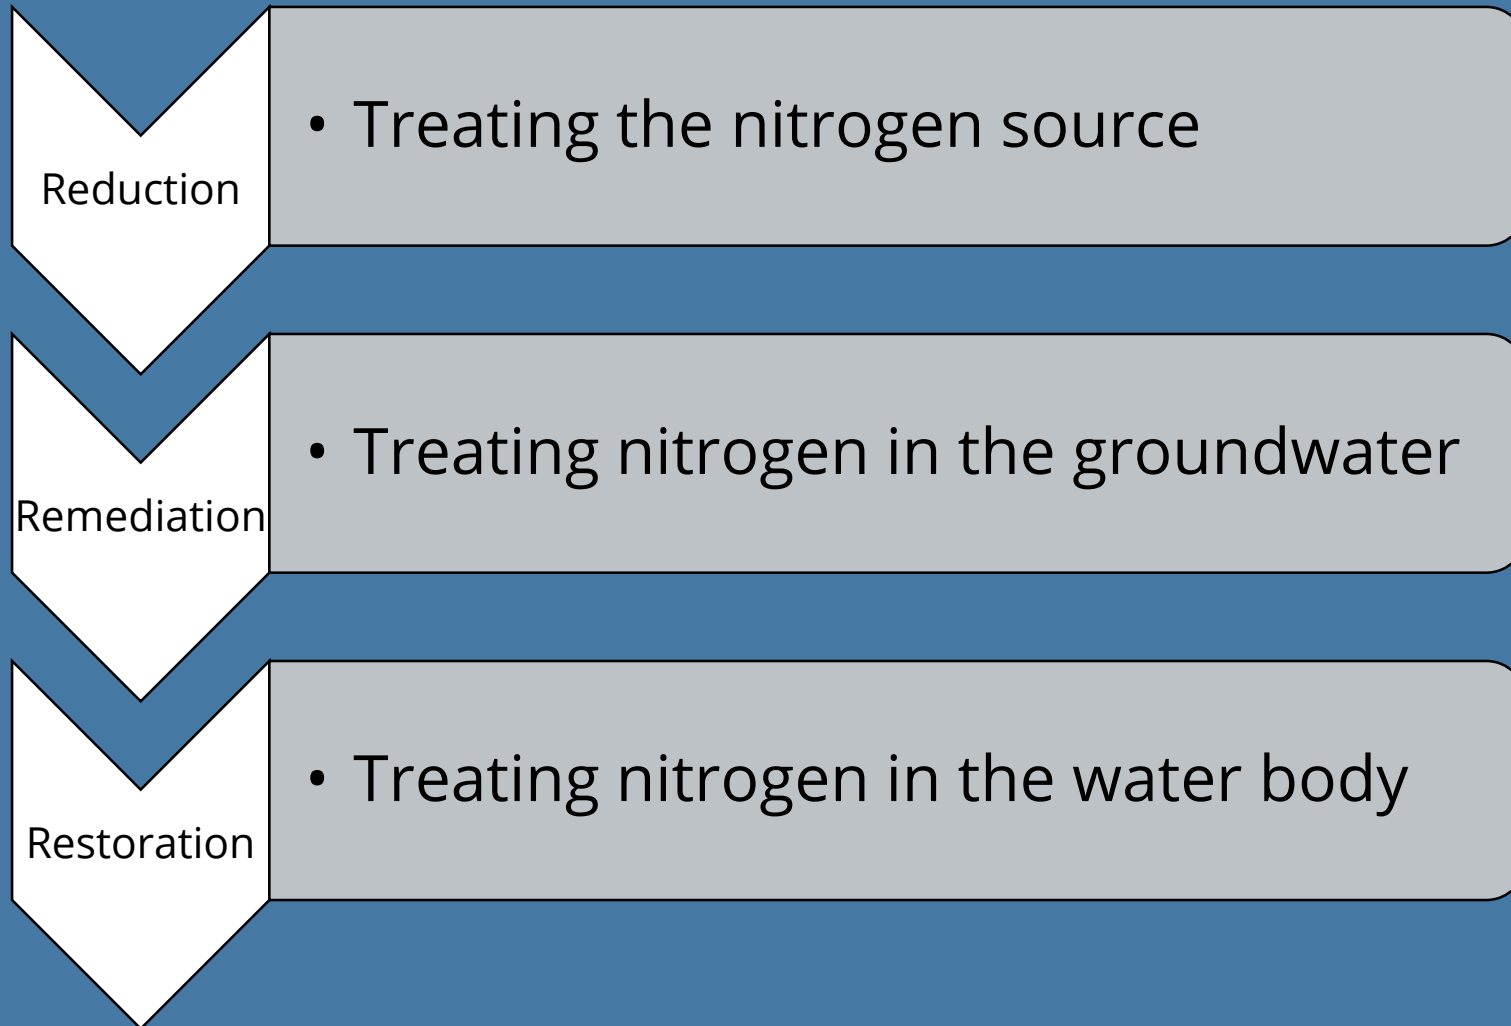 • Treating the nitrogen source
Reduction
• Treating nitrogen in the groundwater
Remediation
• Treating nitrogen in the water body
Restoration